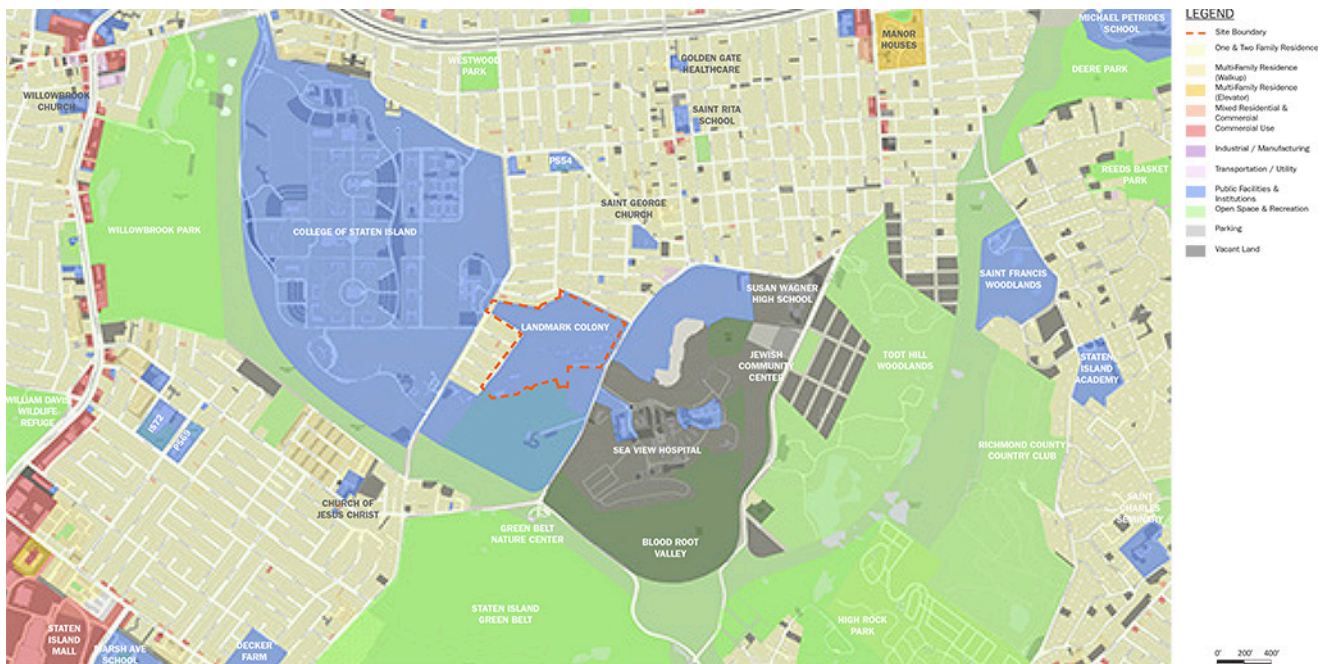 MICHAEL PETRIDES
SCHOOL
MANOR
HOUSES
GOLDEN GATE
HEALTHCARE
WESTWOOD
PARK
DEERE PARK
WILLOWBROOK
CHURCH
SAINT RITA
SCHOOL
PS54
REEDS BASKET
PARK
SAINT GEORGE
CHURCH
WILLOWBROOK PARK
COLLEGE OF STATEN ISLAND
SAINT FRANCIS
WOODLANDS
SUSAN WAGNER
HIGH SCHOOL
LANDMARK COLONY
JEWISH
COMMUNITY
CENTER
TODT HILL
WOODLANDS
STATEN
ISLAND
ACADEMY
WILLIAM DAVIS
WILDLIFE
REFUGE
IS72
PS69
SEA VIEW HOSPITAL
RICHMOND COUNTY
COUNTRY CLUB
CHURCH OF
JESUS CHRIST
SAINT
CHARLES
SEMINARY
GREEN BELT
NATURE CENTER
BLOOD ROOT
VALLEY
STATEN ISLAND
GREEN BELT
HIGH ROCK
PARK
STATEN
ISLAND
MALL
MARSH AVE
SCHOOL
DECKER
FARM
LEGEND
Site Boundary
One & Two Family Residence
Multi-Family Residence
(Walkup)
Multi-Family Residence
(Elevator)
Mixed Residential &
Commercial
Commercial Use
Industrial / Manufacturing
Transportation / Utility
Public Facilities &
Institutions
Open Space & Recreation
Parking
Vacant Land
0' 200' 400'